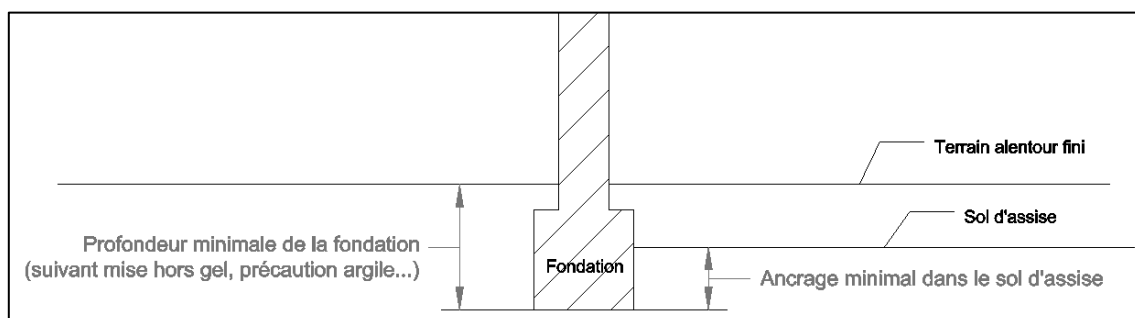 Terrain alentour fini
Sol d'assise
Profondeur minimale de la fondation
(suivant mise hors gel, précaution argile...)
Fondation
Ancrage minimal dans le sol d'assise